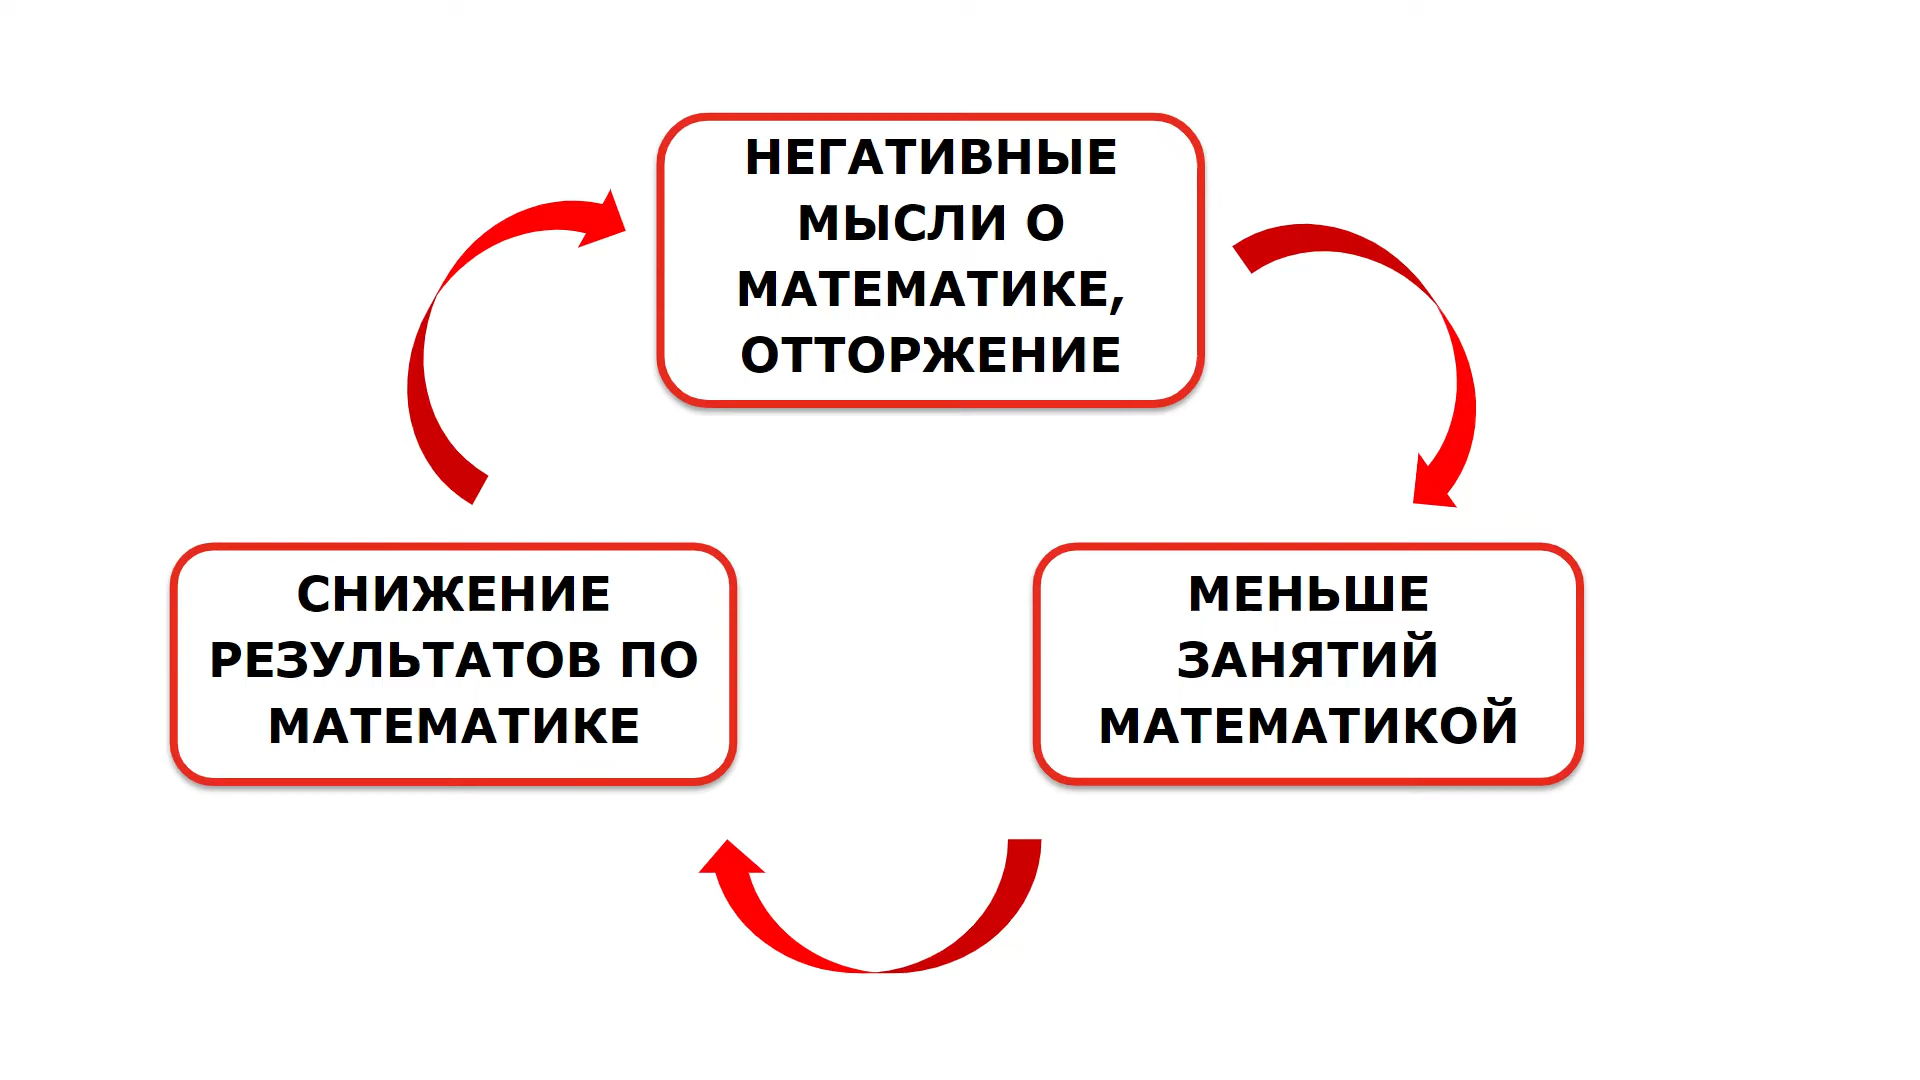 НЕГАТИВНЫЕ
МЫСЛИ О
МАТЕМАТИКЕ,
ОТТОРЖЕНИЕ
СНИЖЕНИЕ
РЕЗУЛЬТАТОВ ПО
МАТЕМАТИКЕ
МЕНЬШЕ
ЗАНЯТИЙ
МАТЕМАТИКОЙ